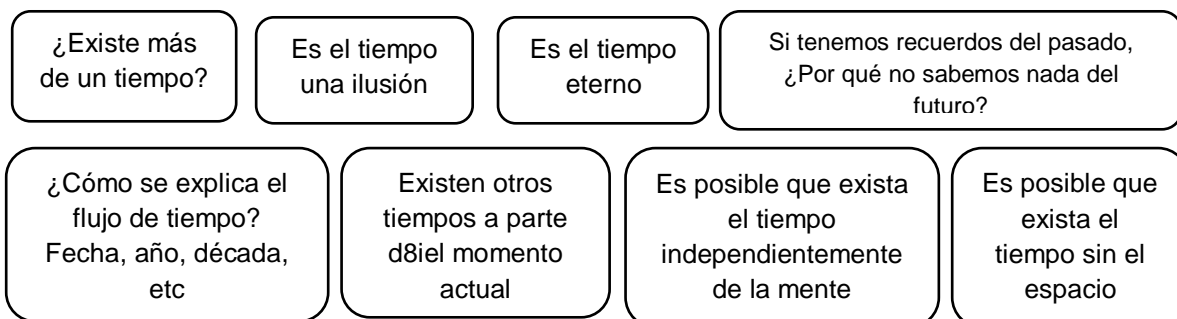 ¿Existe más
de un tiempo?
Es el tiempo
una ilusión
Es el tiempo
eterno
Si tenemos recuerdos del pasado,
¿Por qué no sabemos nada del
futuro?
¿Cómo se explica el
flujo de tiempo?
Fecha, año, década,
etc
Existen otros
tiempos a parte
d8iel momento
actual
Es posible que exista
el tiempo
independientemente
de la mente
Es posible que
exista el
tiempo sin el
espacio